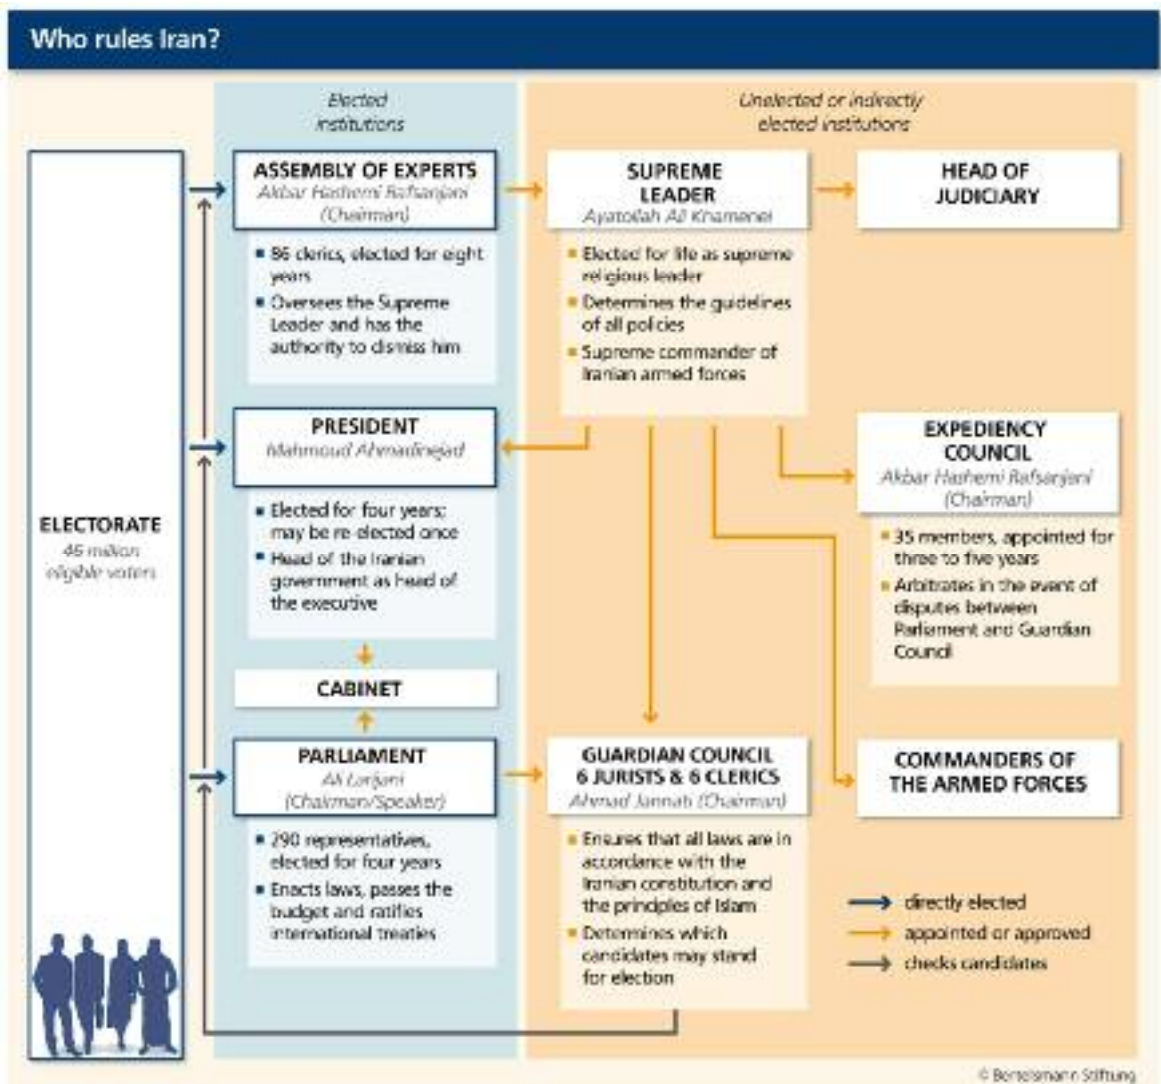 Who rules Iran?
Elected
institutions
Unelected or indirectly
elected institutions
ELECTORATE
46 million
eligible voters
ASSEMBLY OF EXPERTS
Akbar Hashemi Rafsanjani
(Chairman)
■ 86 clerics, elected for eight
years
■ Oversees the Supreme
Leader and has the
authority to dismiss him
SUPREME
LEADER
Ayatollah Ali Khamenei
■ Elected for life as supreme
religious leader
■ Determines the guidelines
of all policies
■ Supreme commander of
Iranian armed forces
HEAD OF
JUDICIARY
PRESIDENT
Mahmoud Ahmadinejad
■ Elected for four years;
may be re-elected once
■ Head of the Iranian
government as head of
the executive
EXPEDIENCY
COUNCIL
Akbar Hashemi Rafsanjani
(Chairman)
■ 35 members, appointed for
three to five years
■ Arbitrates in the event of
disputes between
Parliament and Guardian
Council
CABINET
PARLIAMENT
Ali Larijani
(Chairman/Speaker)
■ 290 representatives,
elected for four years
■ Enacts laws, passes the
budget and ratifies
international treaties
GUARDIAN COUNCIL
6 JURISTS & 6 CLERICS
Ahmad Jannati (Chairman)
■ Ensures that all laws are in
accordance with the
Iranian constitution and
the principles of Islam
■ Determines which
candidates may stand
for election
COMMANDERS OF
THE ARMED FORCES
directly elected
appointed or approved
checks candidates
© Bertelsmann Stiftung